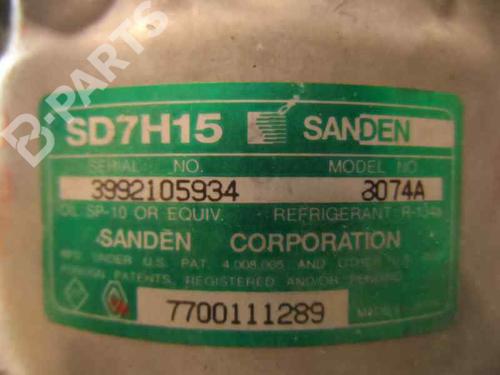 B-PARTS
SD7H15 SANDEN
SERIAL NO. MODEL NO
3992105934 8074A
OIL SP-10 OR EQUIV. REFRIGERANT R-134a
SANDEN CORPORATION
MFG UNDER U.S. PAT. 4,008,005 AND OTHER U.S. AND
FOREIGN PATENTS, REGISTERED AND/OR PENDING
7700111289